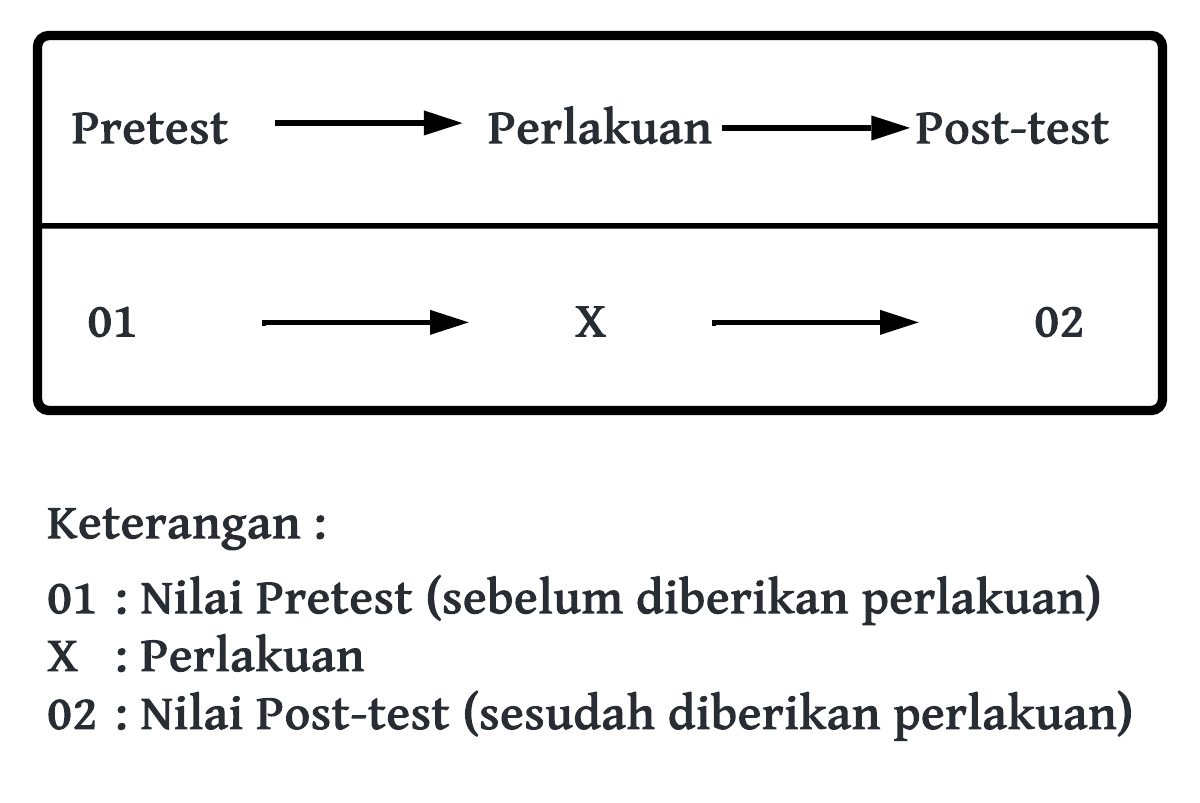 Pretest Perlakuan Post-test
01 X 02
Keterangan :
01 : Nilai Pretest (sebelum diberikan perlakuan)
X : Perlakuan
02 : Nilai Post-test (sesudah diberikan perlakuan)